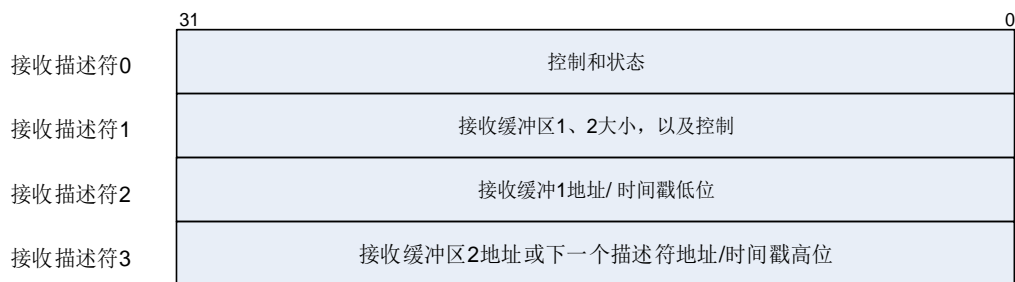 31 0
接收描述符0 控制和状态
接收描述符1 接收缓冲区1、2大小，以及控制
接收描述符2 接收缓冲1地址/ 时间戳低位
接收描述符3 接收缓冲区2地址或下一个描述符地址/时间戳高位